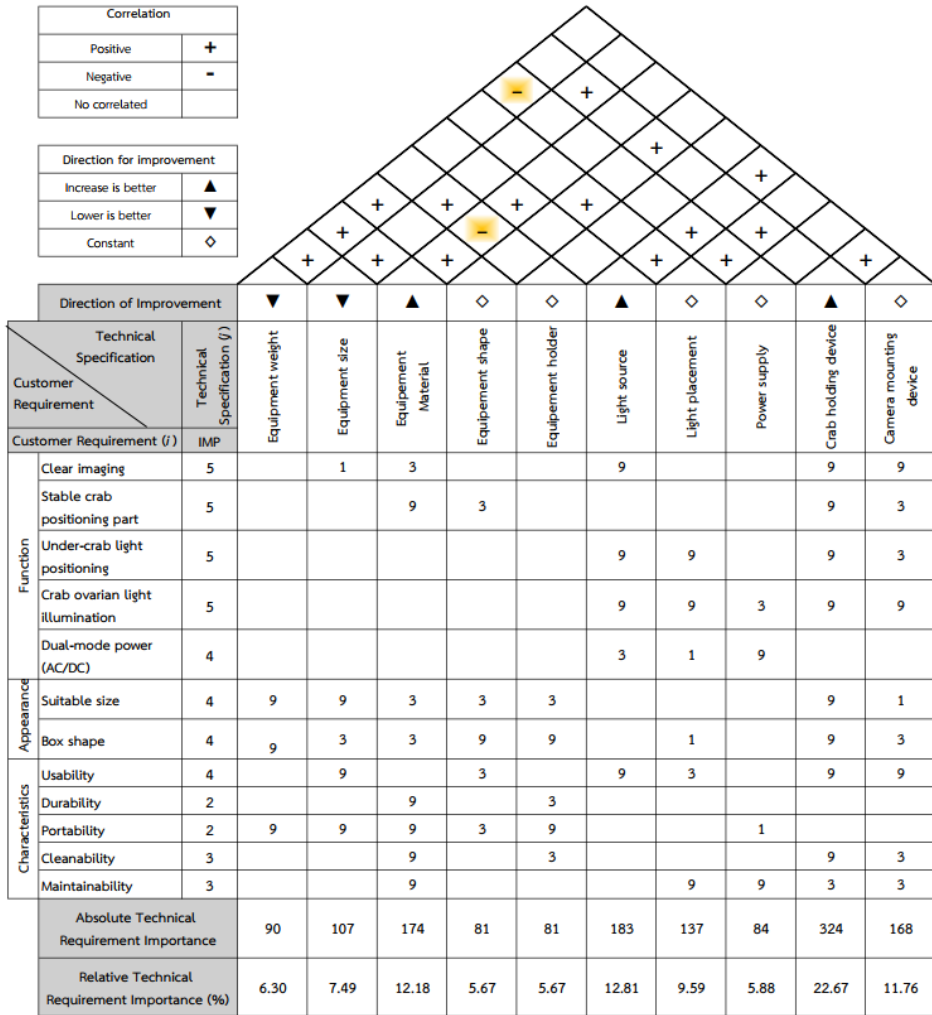 Correlation
Positive +
Negative -
No correlated
Direction for improvement
Increase is better ▲
Lower is better ▼
Constant ◇
- +
+
+
+ + + +
+ - + +
+ + + + + +
Direction of Improvement ▼ ▼ ▲ ◇ ◇ ▲ ◇ ◇ ▲ ◇
Technical
Specification
Customer
Requirement
Technical
Specification (j)
Equipment weight
Equipment size
Equipement
Material
Equipement shape
Equipement holder
Light source
Light placement
Power supply
Crab holding device
Camera mounting
device
Customer Requirement (i) IMP
Function
Clear imaging 5 1 3 9 9 9
Stable crab
positioning part 5 9 3 9 3
Under-crab light
positioning 5 9 9 9 3
Crab ovarian light
illumination 5 9 9 3 9 9
Dual-mode power
(AC/DC) 4 3 1 9
Appearance
Suitable size 4 9 9 3 3 3 9 1
Box shape 4 9 3 3 9 9 1 9 3
Characteristics
Usability 4 9 3 9 3 9 9
Durability 2 9 3
Portability 2 9 9 9 3 9 1
Cleanability 3 9 3 9 3
Maintainability 3 9 9 9 3 3
Absolute Technical
Requirement Importance 90 107 174 81 81 183 137 84 324 168
Relative Technical
Requirement Importance (%) 6.30 7.49 12.18 5.67 5.67 12.81 9.59 5.88 22.67 11.76